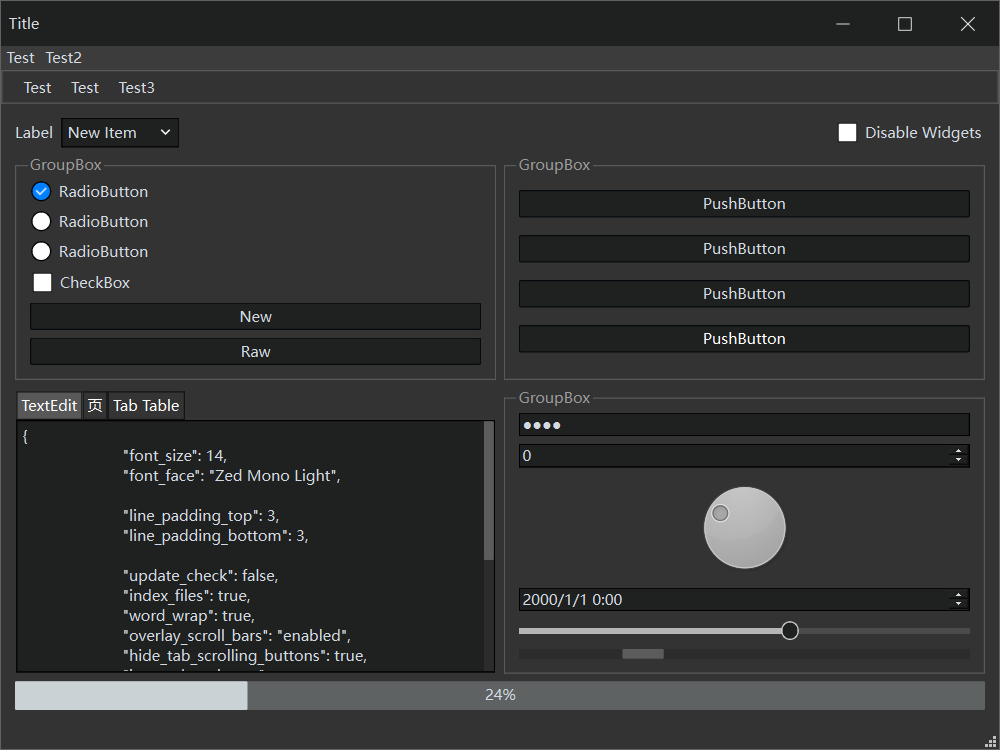 Title
Test Test2
Test Test Test3
Label New Item Disable Widgets
GroupBox
RadioButton
RadioButton
RadioButton
CheckBox
New
Raw
GroupBox
PushButton
PushButton
PushButton
PushButton
TextEdit 页 Tab Table
{
"font_size": 14,
"font_face": "Zed Mono Light",
"line_padding_top": 3,
"line_padding_bottom": 3,
"update_check": false,
"index_files": true,
"word_wrap": true,
"overlay_scroll_bars": "enabled",
"hide_tab_scrolling_buttons": true,
GroupBox
●●●●
0
2000/1/1 0:00
24%